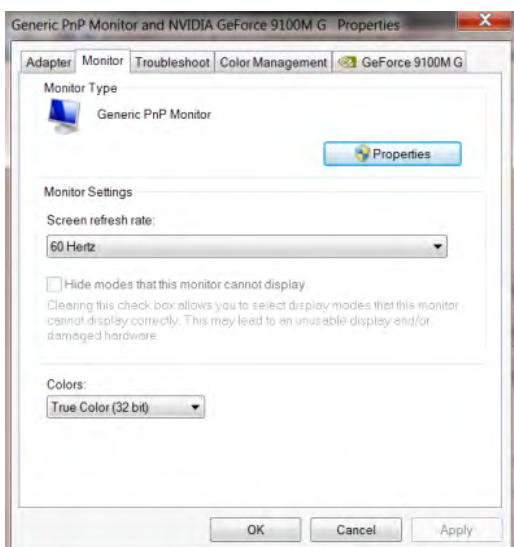 Generic PnP Monitor and NVIDIA GeForce 9100M G Properties
Adapter Monitor Troubleshoot Color Management GeForce 9100M G
Monitor Type
Generic PnP Monitor
Properties
Monitor Settings
Screen refresh rate:
60 Hertz
Hide modes that this monitor cannot display
Clearing this check box allows you to select display modes that this monitor
cannot display correctly. This may lead to an unusable display and/or
damaged hardware.
Colors:
True Color (32 bit)
OK Cancel Apply